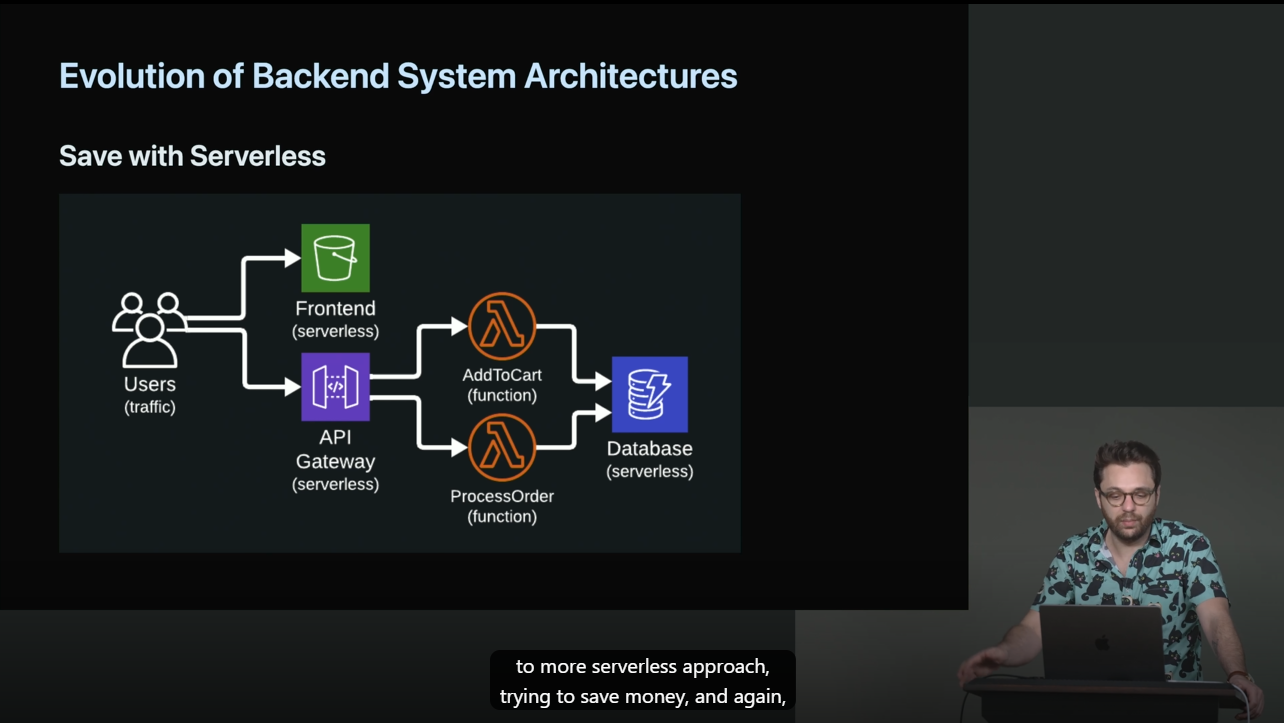 Evolution of Backend System Architectures
Save with Serverless
Users
(traffic)
Frontend
(serverless)
</>
API
Gateway
(serverless)
AddToCart
(function)
ProcessOrder
(function)
Database
(serverless)
to more serverless approach,
trying to save money, and again,